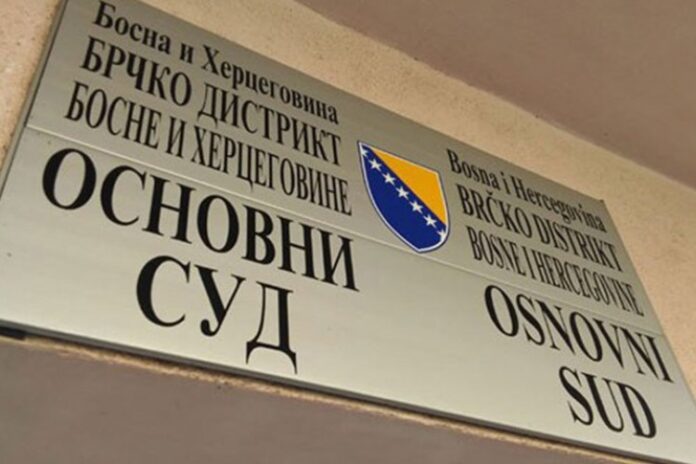 Босна и Херцеговина
БРЧКО ДИСТРИКТ
БОСНЕ И ХЕРЦЕГОВИНЕ
ОСНОВНИ
СУД
Bosna i Hercegovina
BRČKO DISTRIKT
BOSNE I HERCEGOVINE
OSNOVNI
SUD